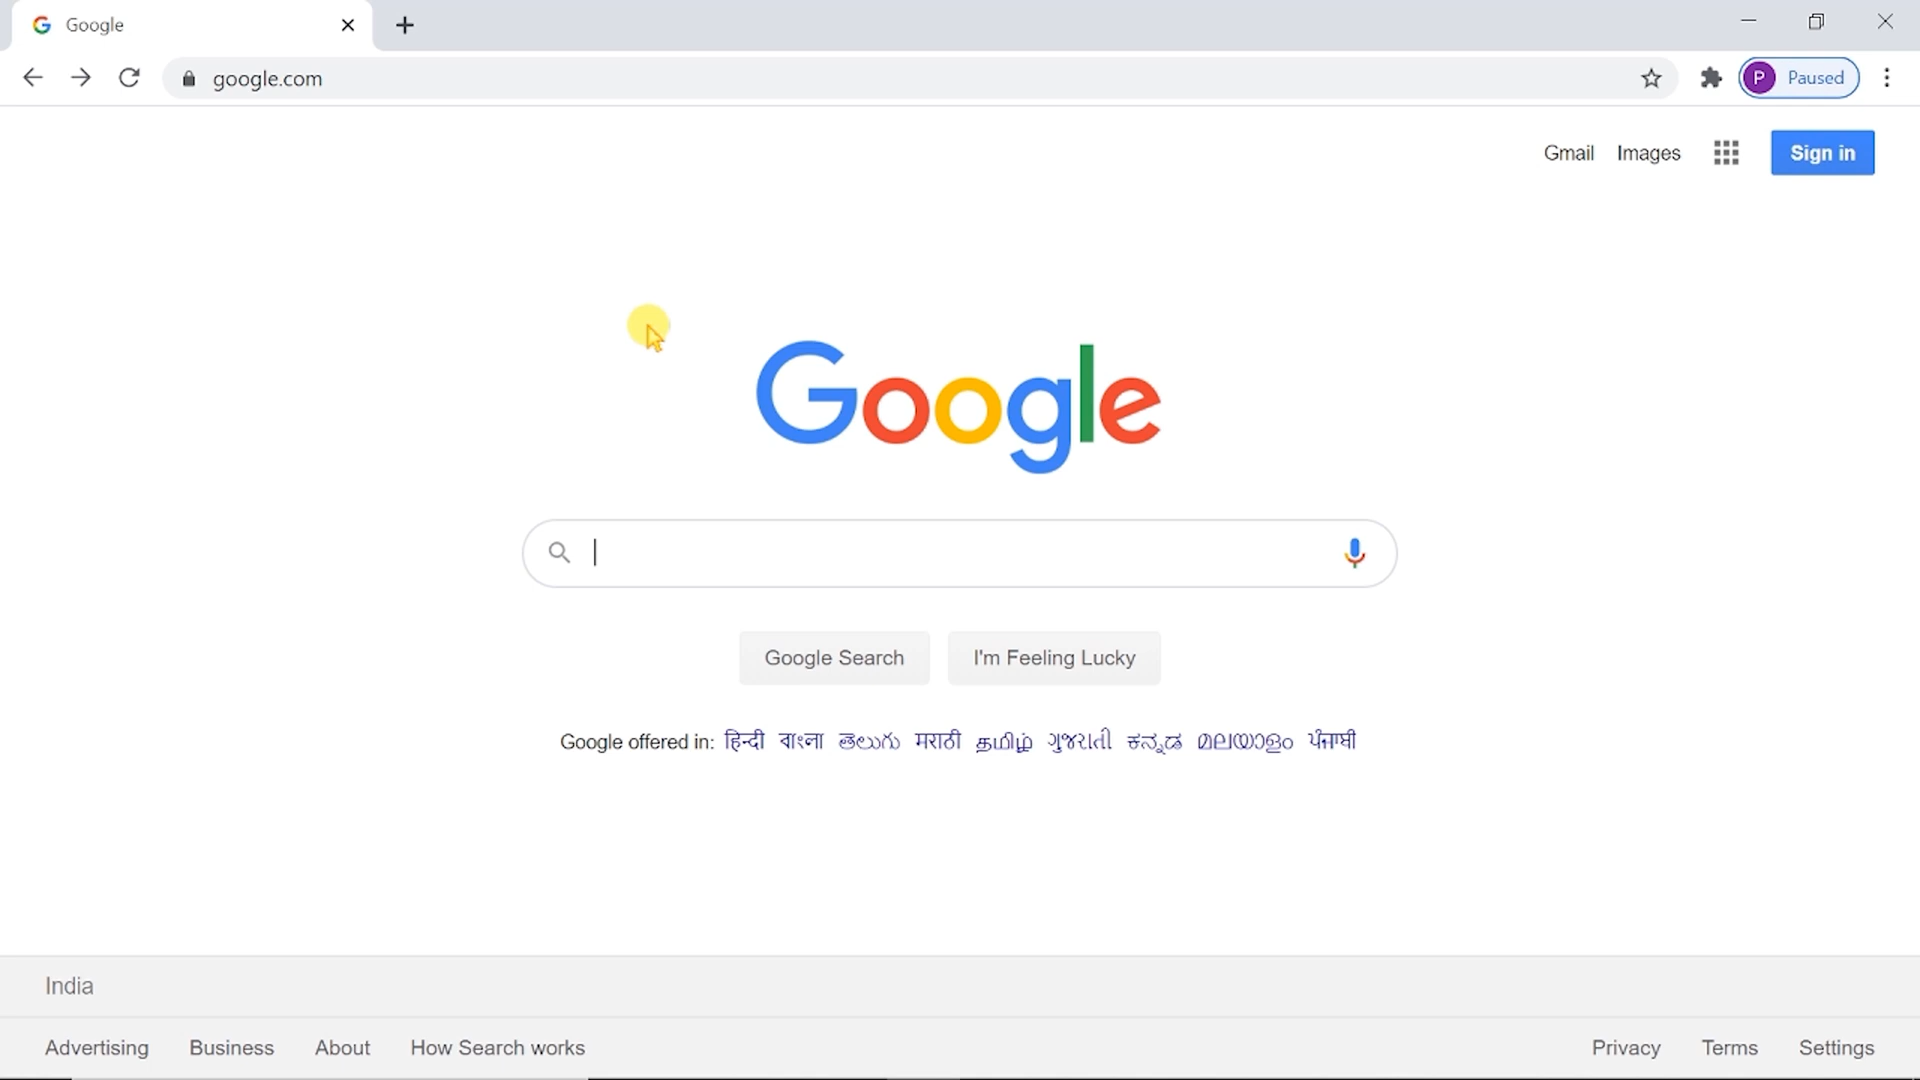 Google
google.com
P Paused
Gmail Images Sign in
Google
Google Search I'm Feeling Lucky
Google offered in: हिन्दी বাংলা తెలుగు मराठी தமிழ் ગુજરાતી ಕನ್ನಡ മലയാളം ਪੰਜਾਬੀ
India
Advertising Business About How Search works Privacy Terms Settings